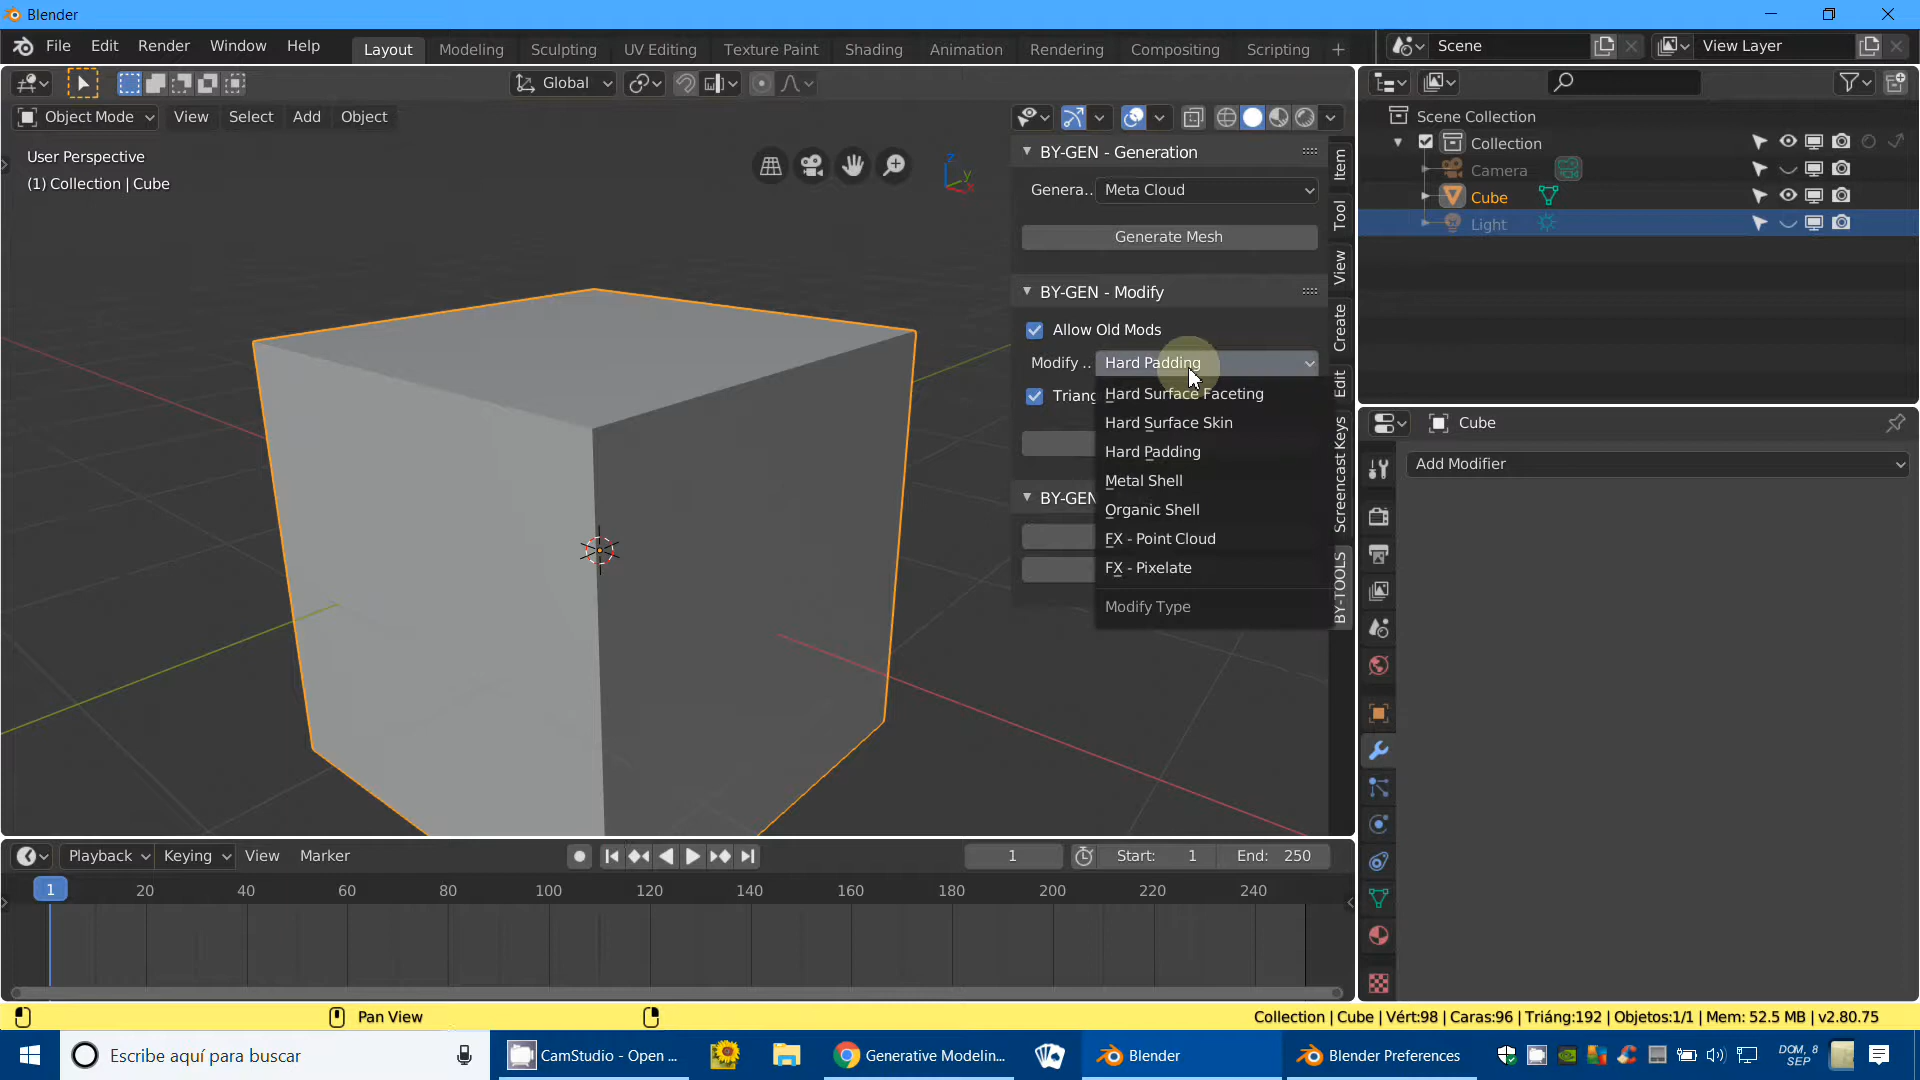 Blender
File Edit Render Window Help
Layout Modeling Sculpting UV Editing Texture Paint Shading Animation Rendering Compositing Scripting +
Scene
View Layer
Global
Object Mode View Select Add Object
User Perspective
(1) Collection | Cube
Z
Y
X
BY-GEN - Generation
Genera.. Meta Cloud
Generate Mesh
BY-GEN - Modify
Allow Old Mods
Modify .. Hard Padding
Triang
Hard Surface Faceting
Hard Surface Skin
Hard Padding
Metal Shell
Organic Shell
FX - Point Cloud
FX - Pixelate
Modify Type
BY-GEN
Item
Tool
View
Create
Edit
Screencast Keys
BY-TOOLS
Scene Collection
Collection
Camera
Cube
Light
Cube
Add Modifier
Playback Keying View Marker
1
Start: 1
End: 250
1 20 40 60 80 100 120 140 160 180 200 220 240
Pan View
Collection | Cube | Vért:98 | Caras:96 | Triáng:192 | Objetos:1/1 | Mem: 52.5 MB | v2.80.75
Escribe aquí para buscar
CamStudio - Open ...
Generative Modelin...
Blender
Blender Preferences
DOM., 8
SEP